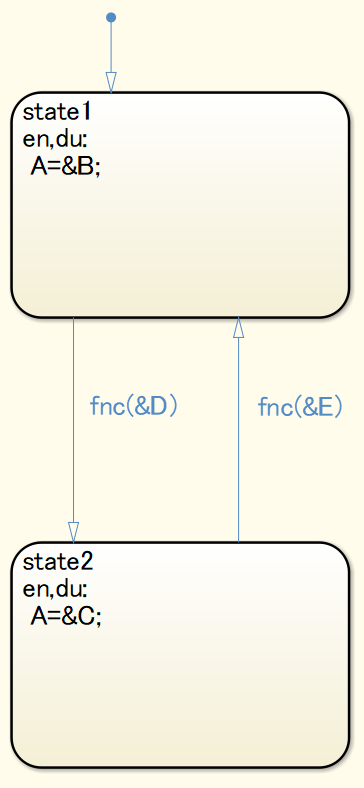 state1
en,du:
A=&B;
fnc(&D)
fnc(&E)
state2
en,du:
A=&C;